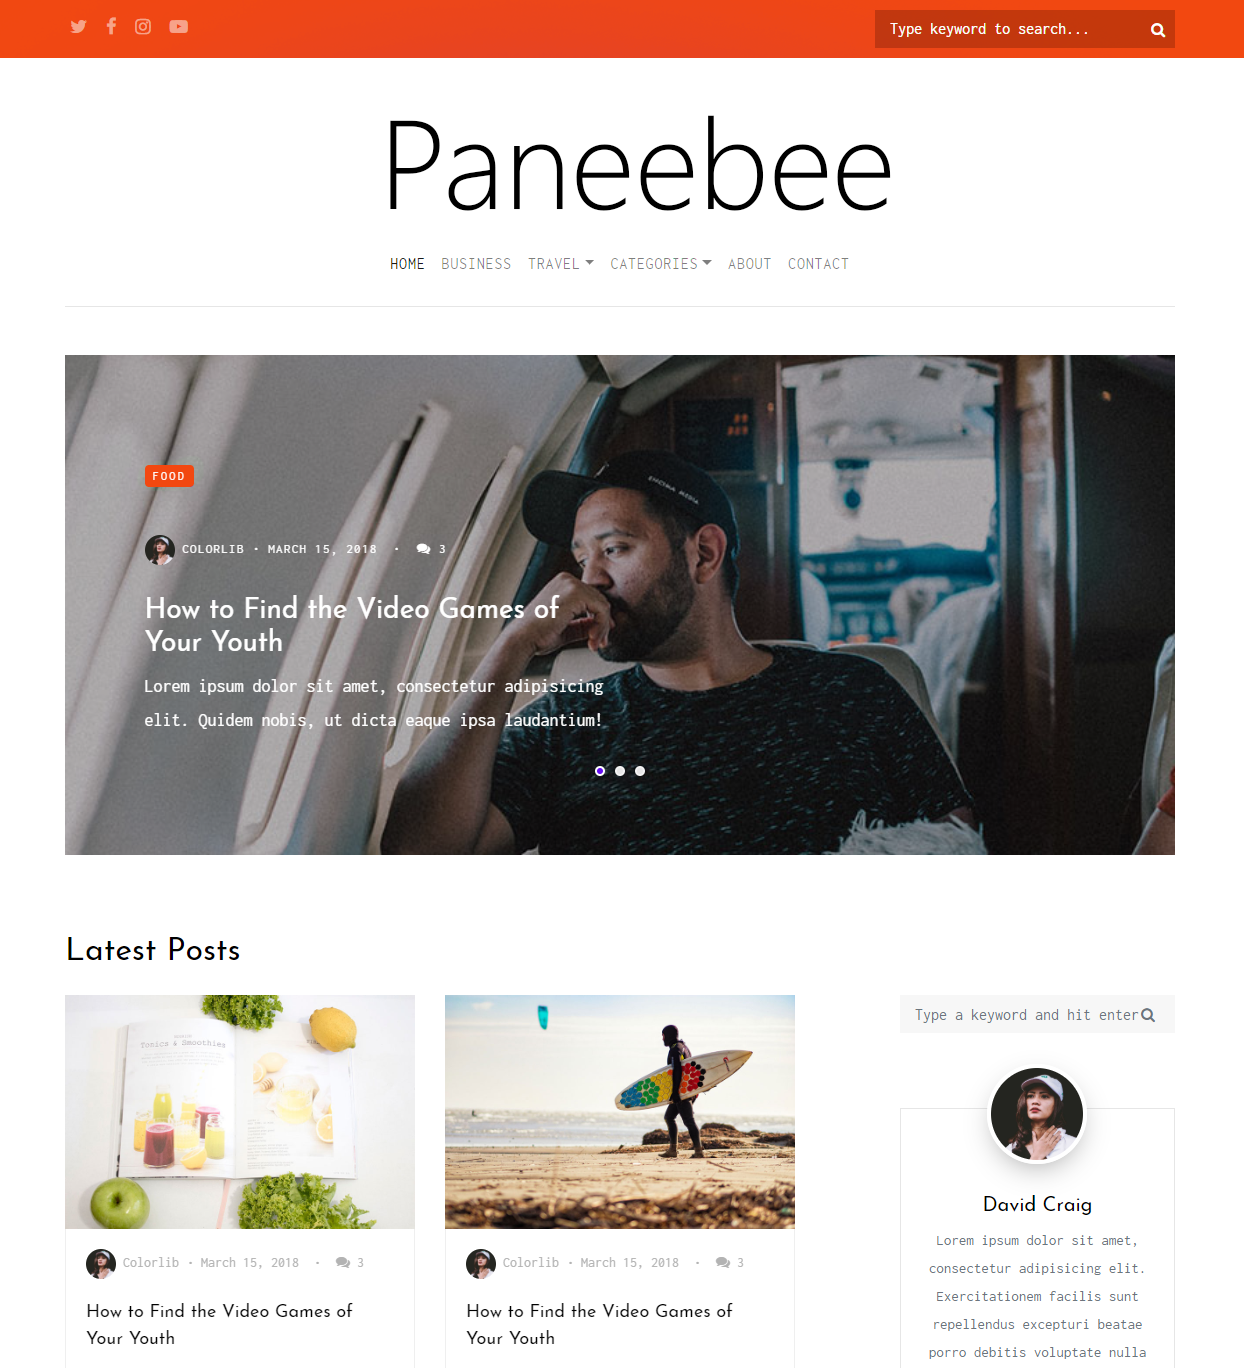 Type keyword to search...
Paneebee
HOME BUSINESS TRAVEL CATEGORIES ABOUT CONTACT
FOOD
COLORLIB • MARCH 15, 2018 • 3
How to Find the Video Games of
Your Youth
Lorem ipsum dolor sit amet, consectetur adipisicing
elit. Quidem nobis, ut dicta eaque ipsa laudantium!
Latest Posts
Tonics & Smoothies
Colorlib • March 15, 2018 • 3
How to Find the Video Games of
Your Youth
Colorlib • March 15, 2018 • 3
How to Find the Video Games of
Your Youth
Type a keyword and hit enter
David Craig
Lorem ipsum dolor sit amet,
consectetur adipisicing elit.
Exercitationem facilis sunt
repellendus excepturi beatae
porro debitis voluptate nulla